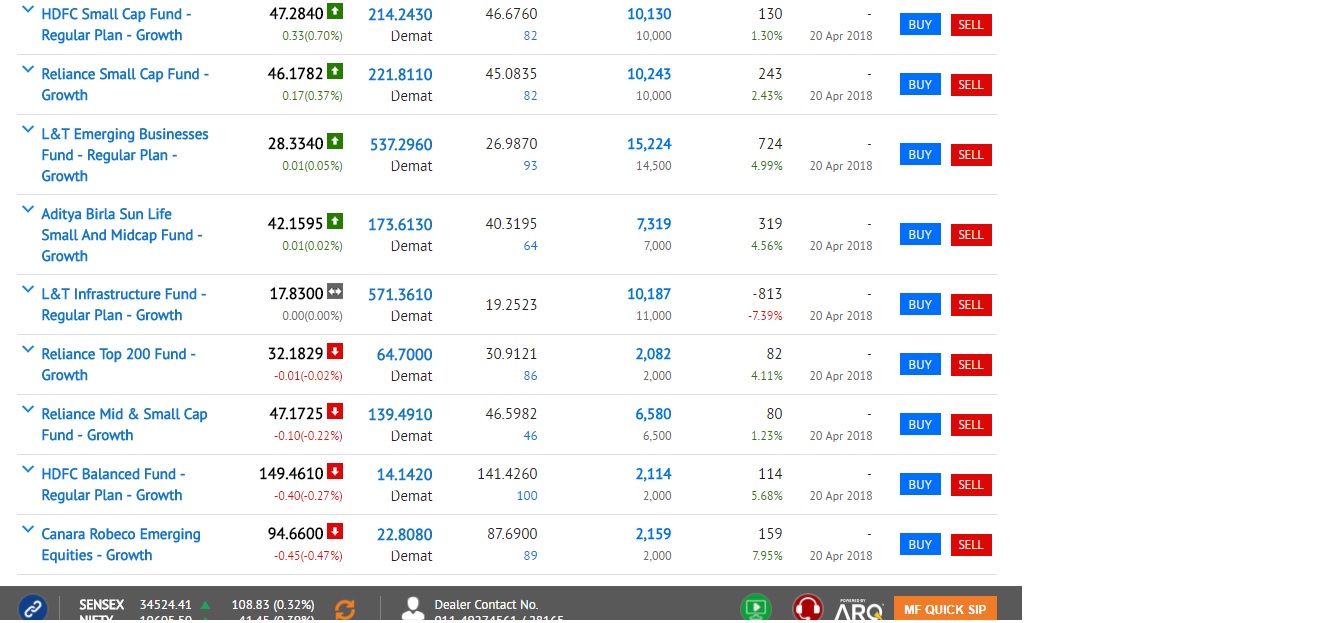 HDFC Small Cap Fund - 47.2840 214.2430 46.6760 10,130 130 - BUY SELL
Regular Plan - Growth 0.33(0.70%) Demat 82 10,000 1.30% 20 Apr 2018
Reliance Small Cap Fund - 46.1782 221.8110 45.0835 10,243 243 - BUY SELL
Growth 0.17(0.37%) Demat 82 10,000 2.43% 20 Apr 2018
L&T Emerging Businesses
Fund - Regular Plan - 28.3340 537.2960 26.9870 15,224 724 - BUY SELL
Growth 0.01(0.05%) Demat 93 14,500 4.99% 20 Apr 2018
Aditya Birla Sun Life
Small And Midcap Fund - 42.1595 173.6130 40.3195 7,319 319 - BUY SELL
Growth 0.01(0.02%) Demat 64 7,000 4.56% 20 Apr 2018
L&T Infrastructure Fund - 17.8300 571.3610 19.2523 10,187 -813 - BUY SELL
Regular Plan - Growth 0.00(0.00%) Demat 11,000 -7.39% 20 Apr 2018
Reliance Top 200 Fund - 32.1829 64.7000 30.9121 2,082 82 - BUY SELL
Growth -0.01(-0.02%) Demat 86 2,000 4.11% 20 Apr 2018
Reliance Mid & Small Cap 47.1725 139.4910 46.5982 6,580 80 - BUY SELL
Fund - Growth -0.10(-0.22%) Demat 46 6,500 1.23% 20 Apr 2018
HDFC Balanced Fund - 149.4610 14.1420 141.4260 2,114 114 - BUY SELL
Regular Plan - Growth -0.40(-0.27%) Demat 100 2,000 5.68% 20 Apr 2018
Canara Robeco Emerging 94.6600 22.8080 87.6900 2,159 159 - BUY SELL
Equities - Growth -0.45(-0.47%) Demat 89 2,000 7.95% 20 Apr 2018
SENSEX 34524.41 108.83 (0.32%) Dealer Contact No. POWERED BY ARQ MF QUICK SIP
NIFTY